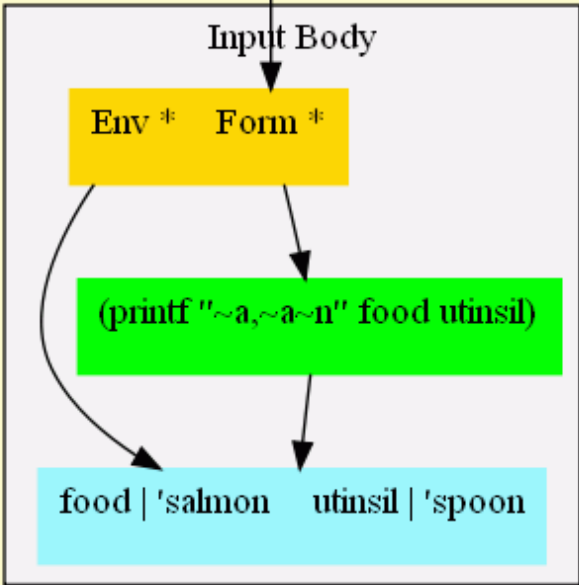 Input Body
Env * Form *
(printf "~a,~a~n" food utinsil)
food | 'salmon utinsil | 'spoon